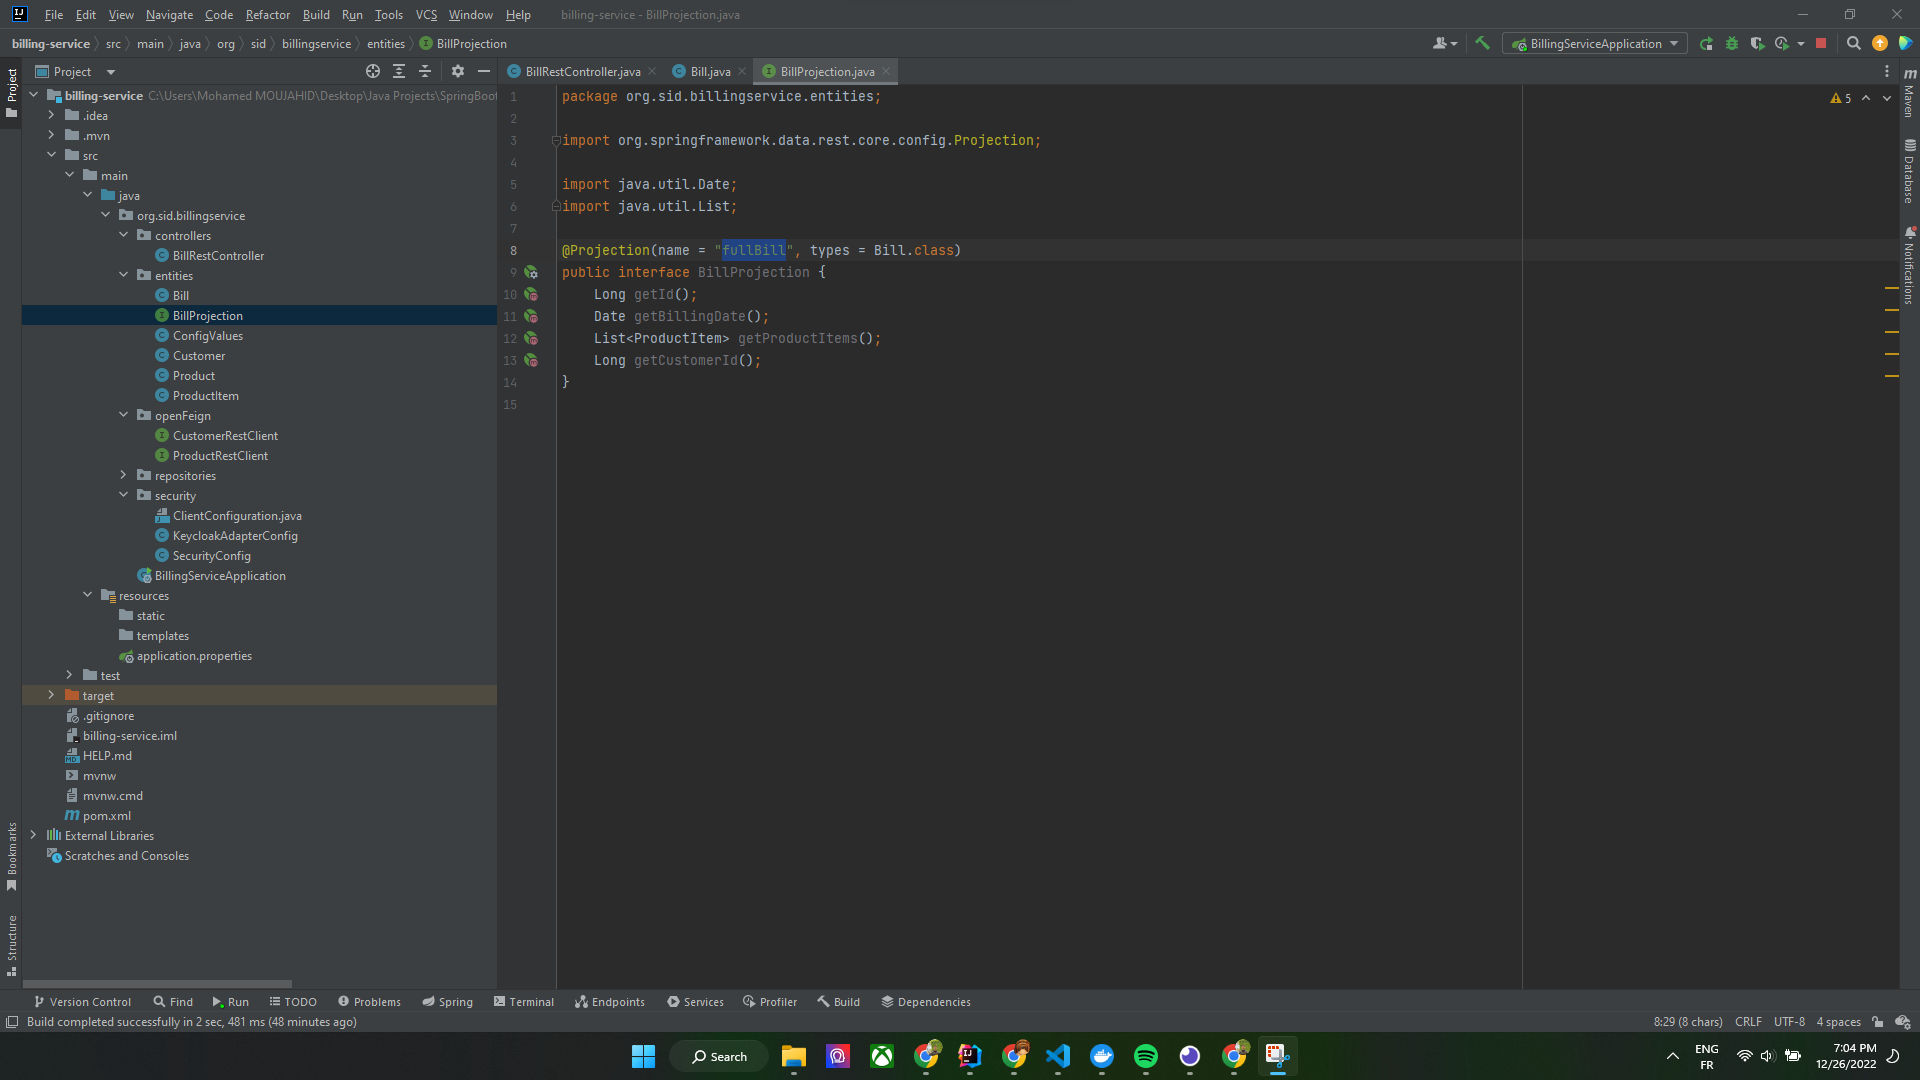 File Edit View Navigate Code Refactor Build Run Tools VCS Window Help billing-service - BillProjection.java
billing-service src main java org sid billingservice entities BillProjection
BillingServiceApplication
Project
BillRestController.java Bill.java BillProjection.java
Project
billing-service C:\Users\Mohamed MOUJAHID\Desktop\Java Projects\SpringBoot
.idea
.mvn
src
main
java
org.sid.billingservice
controllers
BillRestController
entities
Bill
BillProjection
ConfigValues
Customer
Product
ProductItem
openFeign
CustomerRestClient
ProductRestClient
repositories
security
ClientConfiguration.java
KeycloakAdapterConfig
SecurityConfig
BillingServiceApplication
resources
static
templates
application.properties
test
target
.gitignore
billing-service.iml
HELP.md
mvnw
mvnw.cmd
pom.xml
External Libraries
Scratches and Consoles
Bookmarks
Structure
1 package org.sid.billingservice.entities;
2
3 import org.springframework.data.rest.core.config.Projection;
4
5 import java.util.Date;
6 import java.util.List;
7
8 @Projection(name = "fullBill", types = Bill.class)
9 public interface BillProjection {
10 Long getId();
11 Date getBillingDate();
12 List<ProductItem> getProductItems();
13 Long getCustomerId();
14 }
15
5
Maven
Database
Notifications
Version Control Find Run TODO Problems Spring Terminal Endpoints Services Profiler Build Dependencies
Build completed successfully in 2 sec, 481 ms (48 minutes ago)
8:29 (8 chars) CRLF UTF-8 4 spaces
Search
ENG
FR
7:04 PM
12/26/2022